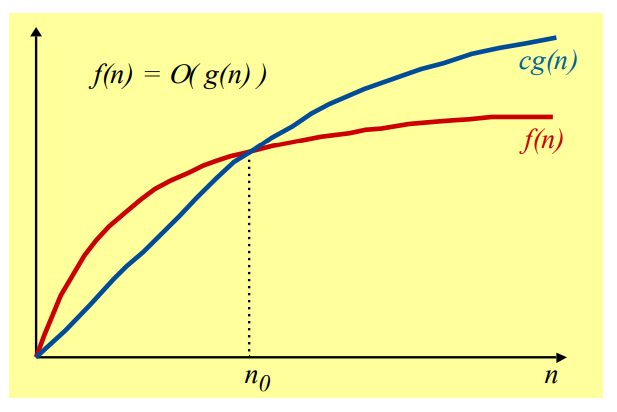 f(n) = O( g(n) )
cg(n)
f(n)
n0
n